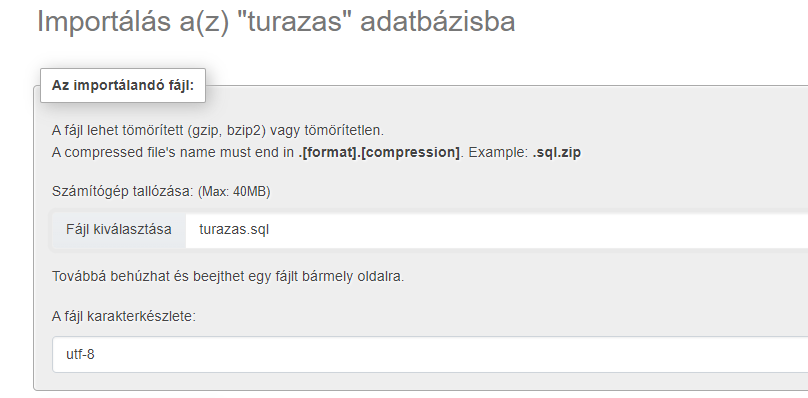 Importálás a(z) "turazas" adatbázisba
Az importálandó fájl:
A fájl lehet tömörített (gzip, bzip2) vagy tömörítetlen.
A compressed file's name must end in .[format].[compression]. Example: .sql.zip
Számítógép tallózása: (Max: 40MB)
Fájl kiválasztása turazas.sql
Továbbá behúzhat és beejthet egy fájlt bármely oldalra.
A fájl karakterkészlete:
utf-8